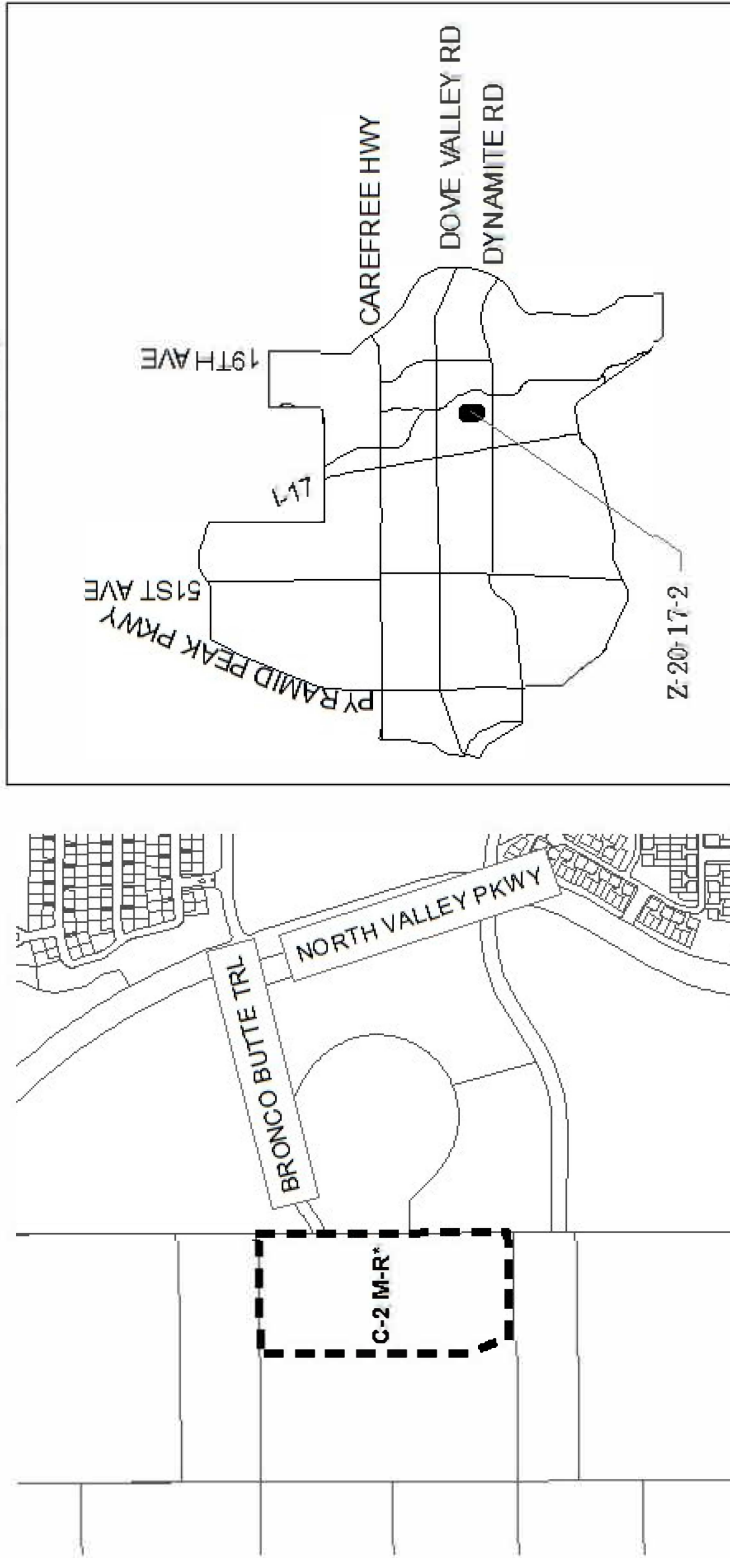 BRONCO BUTTE TRL
NORTH VALLEY PKWY
C-2 M-R*
PYRAMID PEAK PKWY
51ST AVE
I-17
19TH AVE
CAREFREE HWY
DOVE VALLEY RD
DYNAMITE RD
Z-20-17-2